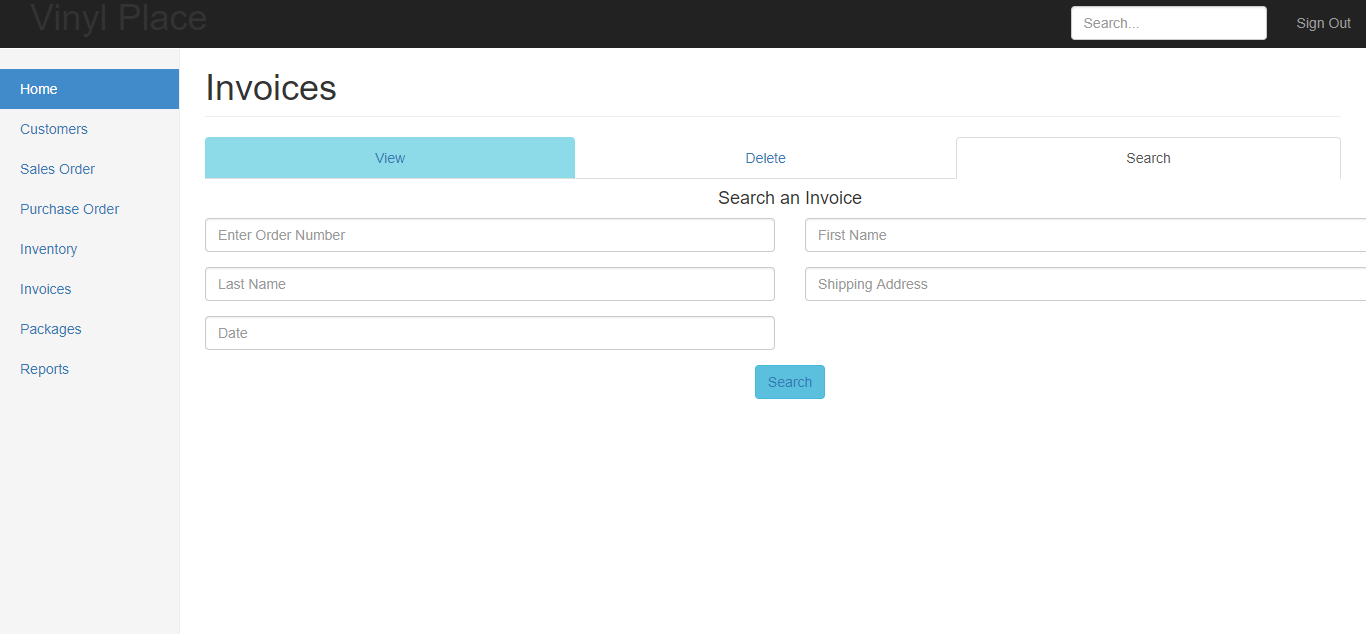 Vinyl Place
Search...
Sign Out
Home
Customers
Sales Order
Purchase Order
Inventory
Invoices
Packages
Reports
Invoices
View
Delete
Search
Search an Invoice
Enter Order Number
First Name
Last Name
Shipping Address
Date
Search